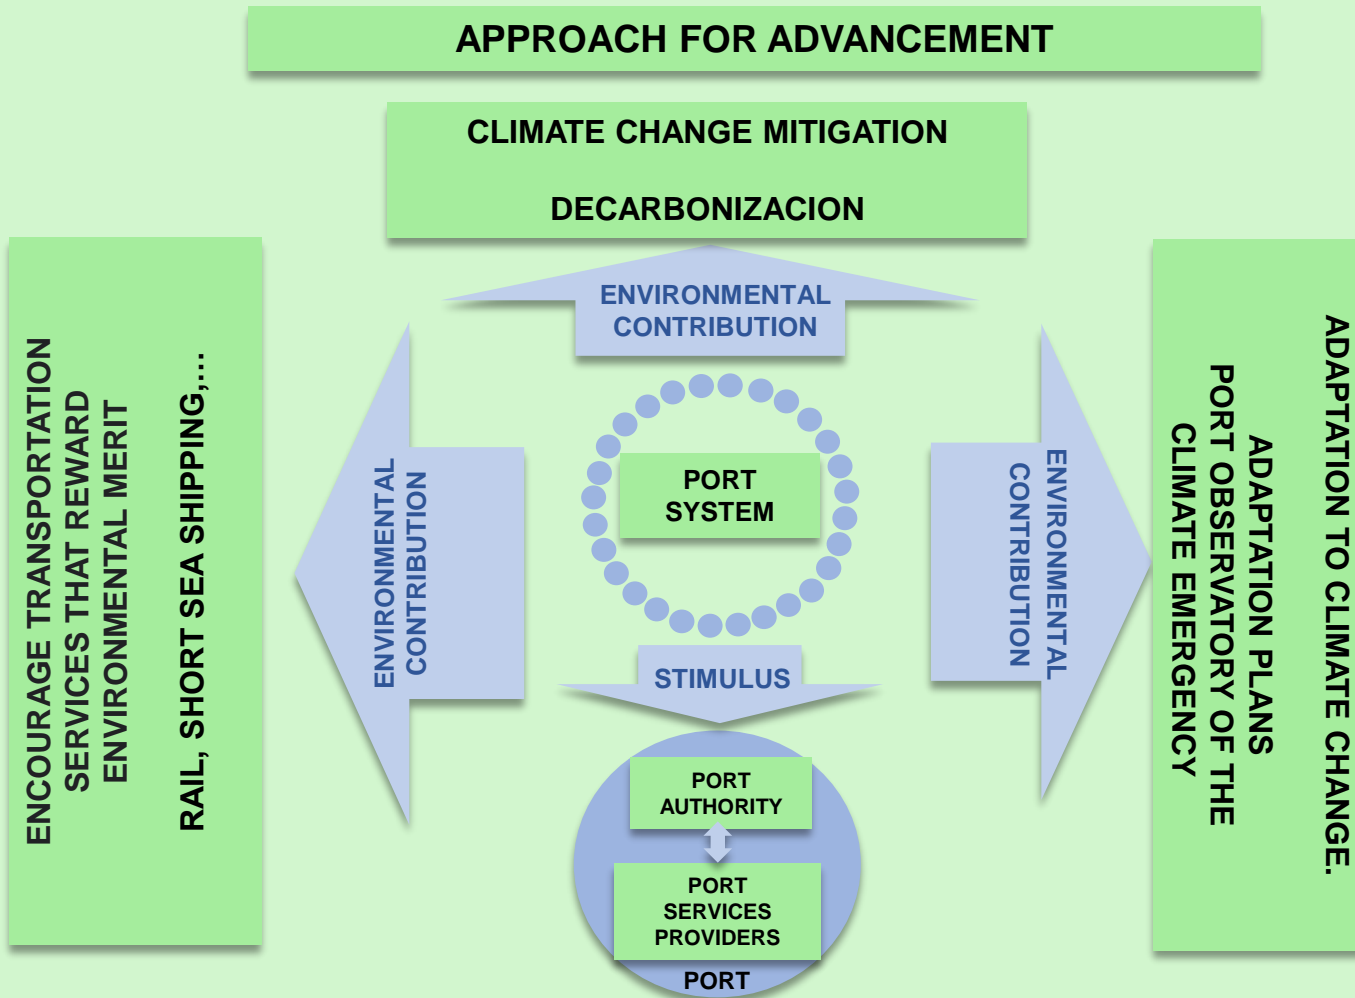 APPROACH FOR ADVANCEMENT
CLIMATE CHANGE MITIGATION
DECARBONIZACION
ENVIRONMENTAL
CONTRIBUTION
ENCOURAGE TRANSPORTATION
SERVICES THAT REWARD
ENVIRONMENTAL MERIT
RAIL, SHORT SEA SHIPPING,...
ENVIRONMENTAL
CONTRIBUTION
PORT
SYSTEM
ENVIRONMENTAL
CONTRIBUTION
ADAPTATION TO CLIMATE CHANGE.
ADAPTATION PLANS
PORT OBSERVATORY OF THE
CLIMATE EMERGENCY
STIMULUS
PORT
AUTHORITY
PORT
SERVICES
PROVIDERS
PORT